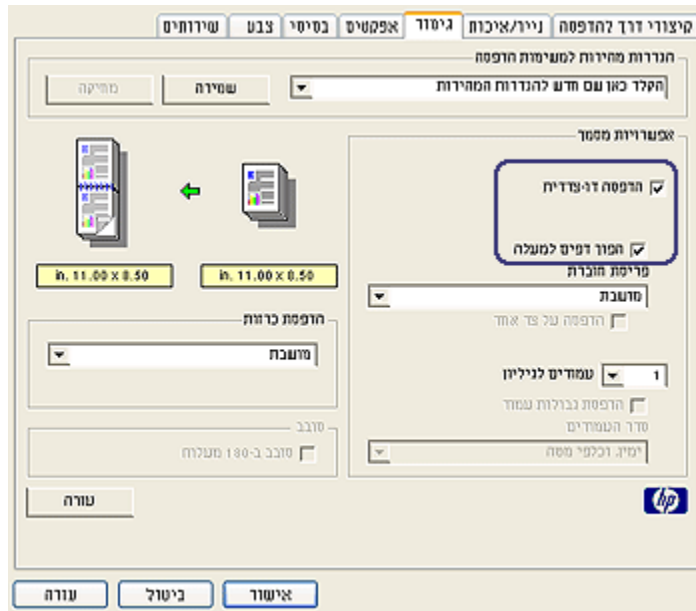 קיצורי דרך להדפסה נייר/איכות גימור אפקטים בסיסי צבע שירותים
הגדרות מהירות למשימות הדפסה
הקלד כאן שם חדש להגדרות המהירות
שמירה מחיקה
אפשרויות מסמך
הדפסה דו-צדדית
הפוך דפים למעלה
פריסת חוברת
מושבת
הדפסה על צד אחד
1 עמודים לגיליון
הדפסת גבולות עמוד
סדר העמודים
ימינה, וכלפי מטה
in. 11.00 x 8.50
in. 11.00 x 8.50
הדפסת כרזות
מושבת
סובב
סובב ב-180 מעלות
עזרה
hp
אישור ביטול עזרה